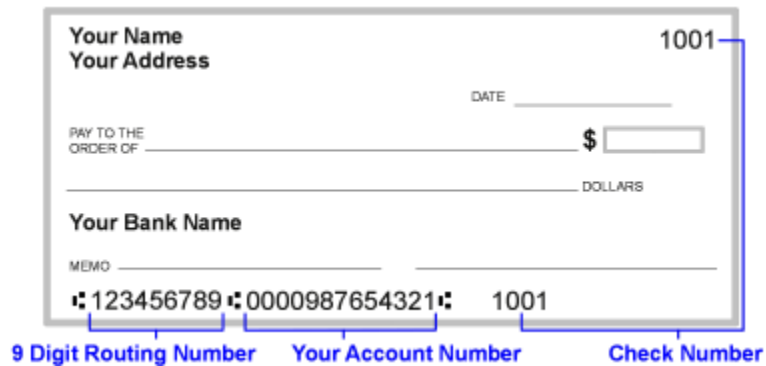 Your Name
1001
Your Address
DATE
PAY TO THE
ORDER OF
$
DOLLARS
Your Bank Name
MEMO
⑆123456789⑆0000987654321⑆ 1001
9 Digit Routing Number Your Account Number Check Number